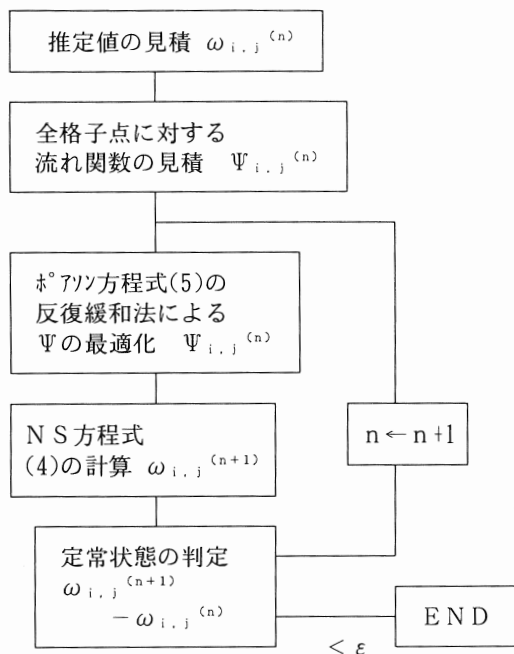 推定値の見積 ω i, j (n)
全格子点に対する
流れ関数の見積 Ψ i, j (n)
ﾎﾟｱｿﾝ方程式(5)の
反復緩和法による
Ψの最適化 Ψ i, j (n)
NS方程式
(4)の計算 ω i, j (n+1)
n←n+1
定常状態の判定
ω i, j (n+1)
－ω i, j (n)
END
＜ε